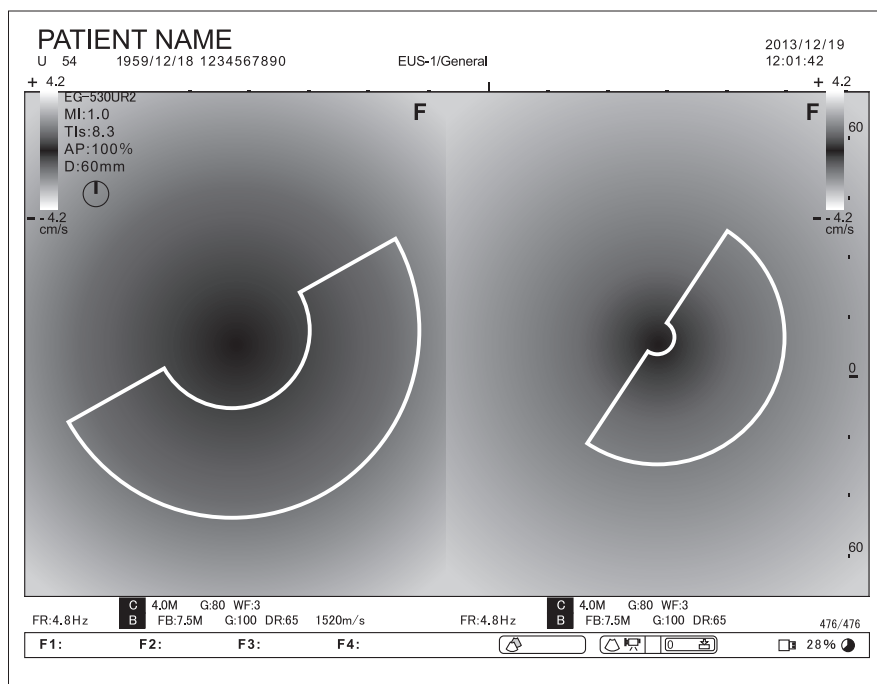 PATIENT NAME
U 54 1959/12/18 1234567890 EUS-1/General
2013/12/19
12:01:42
+ 4.2
EG-530UR2
MI:1.0
TIs:8.3
AP:100%
D:60mm
- 4.2
cm/s
F
+ 4.2
F
60
- 4.2
cm/s
0
60
C 4.0M G:80 WF:3
FR:4.8Hz B FB:7.5M G:100 DR:65 1520m/s
C 4.0M G:80 WF:3
FR:4.8Hz B FB:7.5M G:100 DR:65
476/476
F1: F2: F3: F4: 0 28%